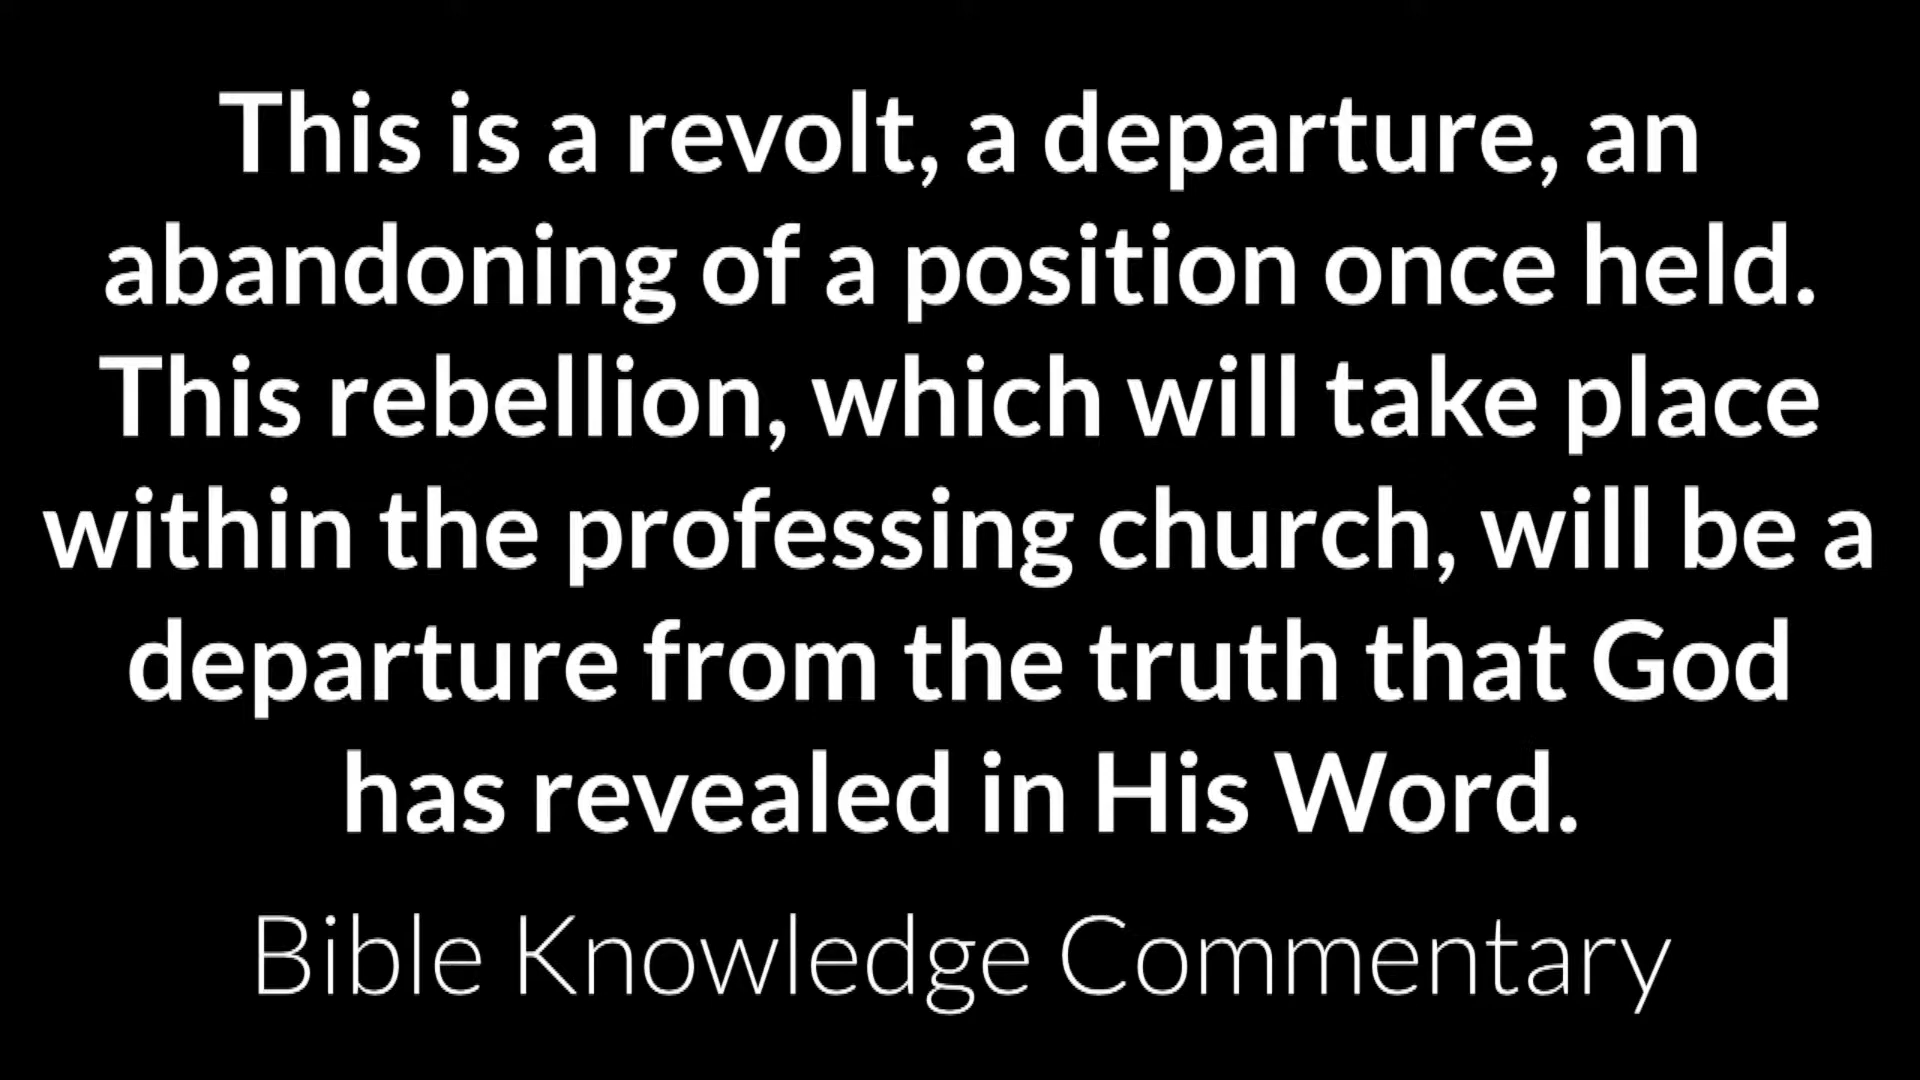 This is a revolt, a departure, an
abandoning of a position once held.
This rebellion, which will take place
within the professing church, will be a
departure from the truth that God
has revealed in His Word.
Bible Knowledge Commentary